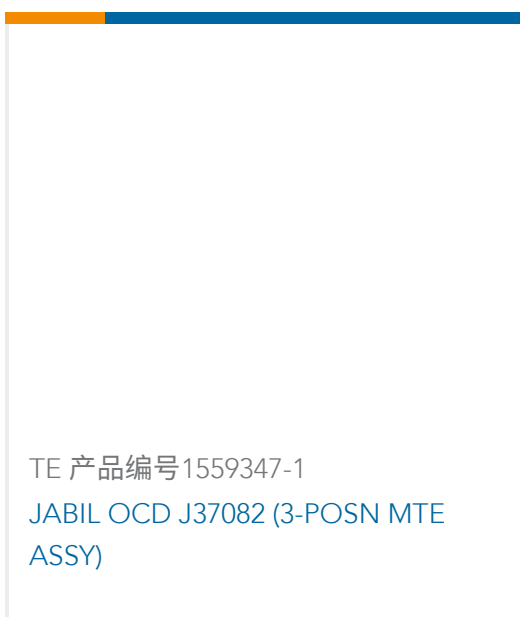 TE 产品编号1559347-1
JABIL OCD J37082 (3-POSN MTE
ASSY)